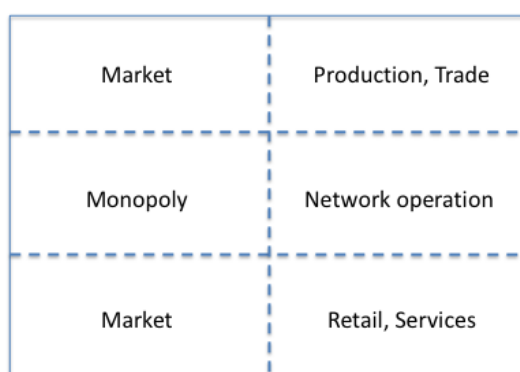 Market
Production, Trade
Monopoly
Network operation
Market
Retail, Services